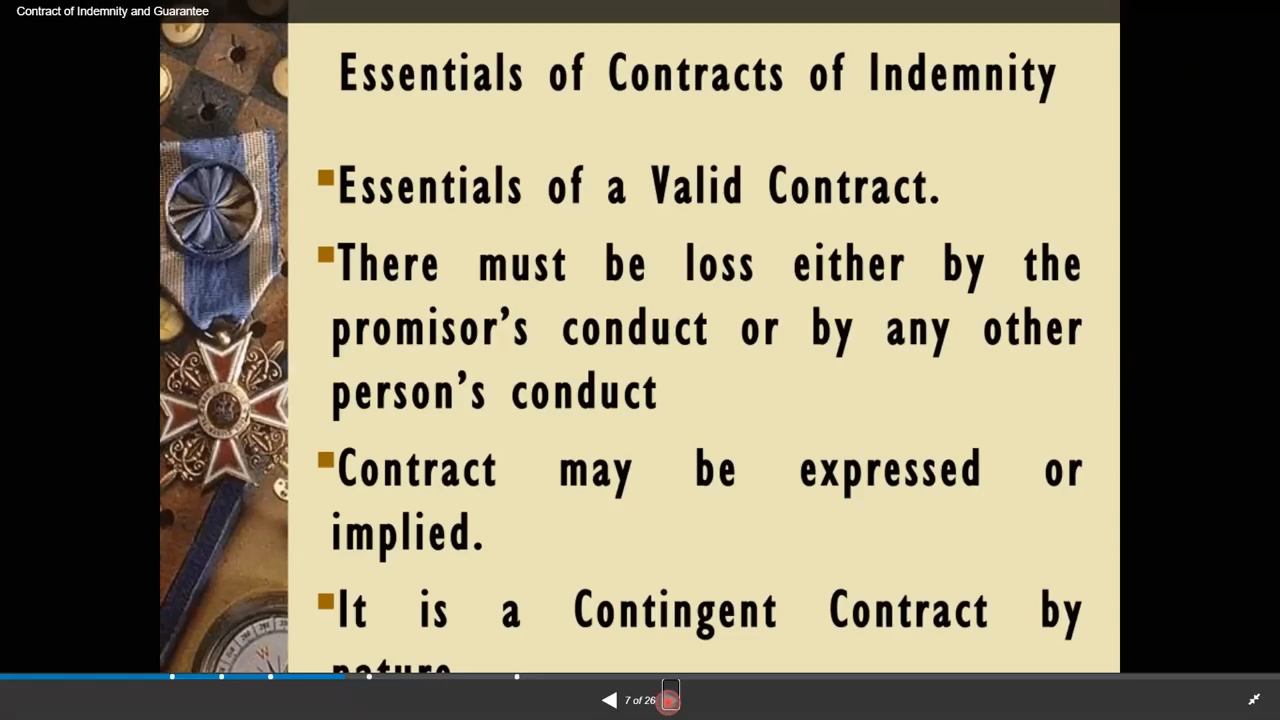 Contract of Indemnity and Guarantee
Essentials of Contracts of Indemnity
Essentials of a Valid Contract.
There must be loss either by the
promisor’s conduct or by any other
person’s conduct
Contract may be expressed or
implied.
It is a Contingent Contract by
nature
7 of 26